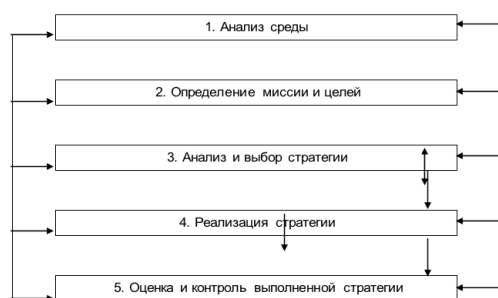 1. Анализ среды
2. Определение миссии и целей
3. Анализ и выбор стратегии
4. Реализация стратегии
5. Оценка и контроль выполненной стратегии